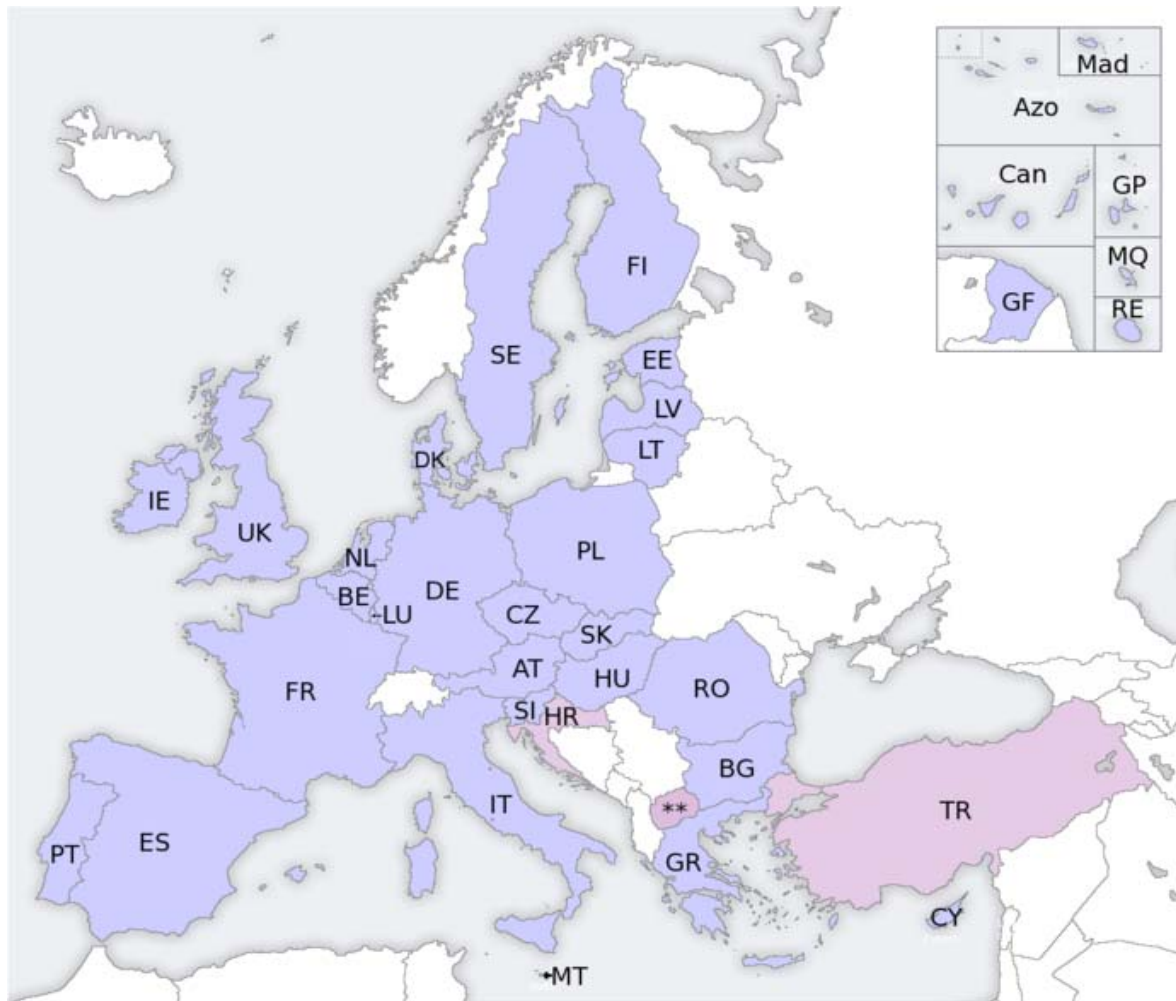 Mad
Azo
Can
GP
MQ
GF
RE
FI
SE
EE
LV
LT
DK
IE
UK
NL
PL
BE
DE
LU
CZ
SK
AT
HU
FR
RO
SI
HR
BG
IT
**
TR
PT
ES
GR
CY
MT